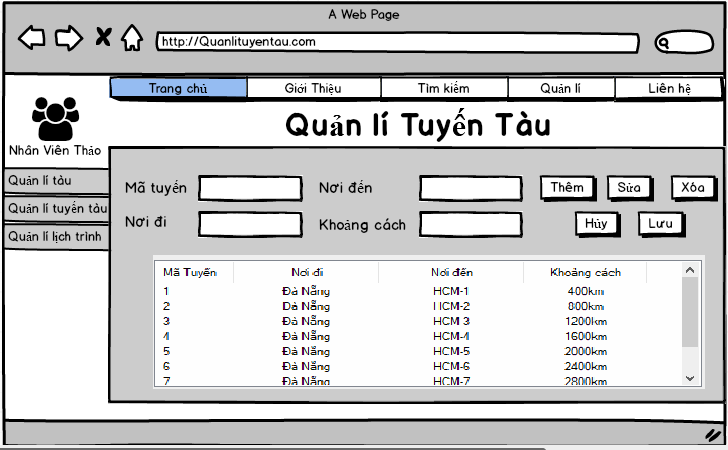 A Web Page
http://Quanlituyentau.com
Trang chủ Giới Thiệu Tìm kiếm Quản lí Liên hệ
Quản lí Tuyến Tàu
Nhân Viên Thảo
Quản lí tàu
Quản lí tuyến tàu
Quản lí lịch trình
Mã tuyến Nơi đến Thêm Sửa Xóa
Nơi đi Khoảng cách Hủy Lưu
Mã Tuyến Nơi đi Nơi đến Khoảng cách
1 Đà Nẵng HCM-1 400km
2 Đà Nẵng HCM-2 800km
3 Đà Nẵng HCM-3 1200km
4 Đà Nẵng HCM-4 1600km
5 Đà Nẵng HCM-5 2000km
6 Đà Nẵng HCM-6 2400km
7 Đà Nẵng HCM-7 2800km